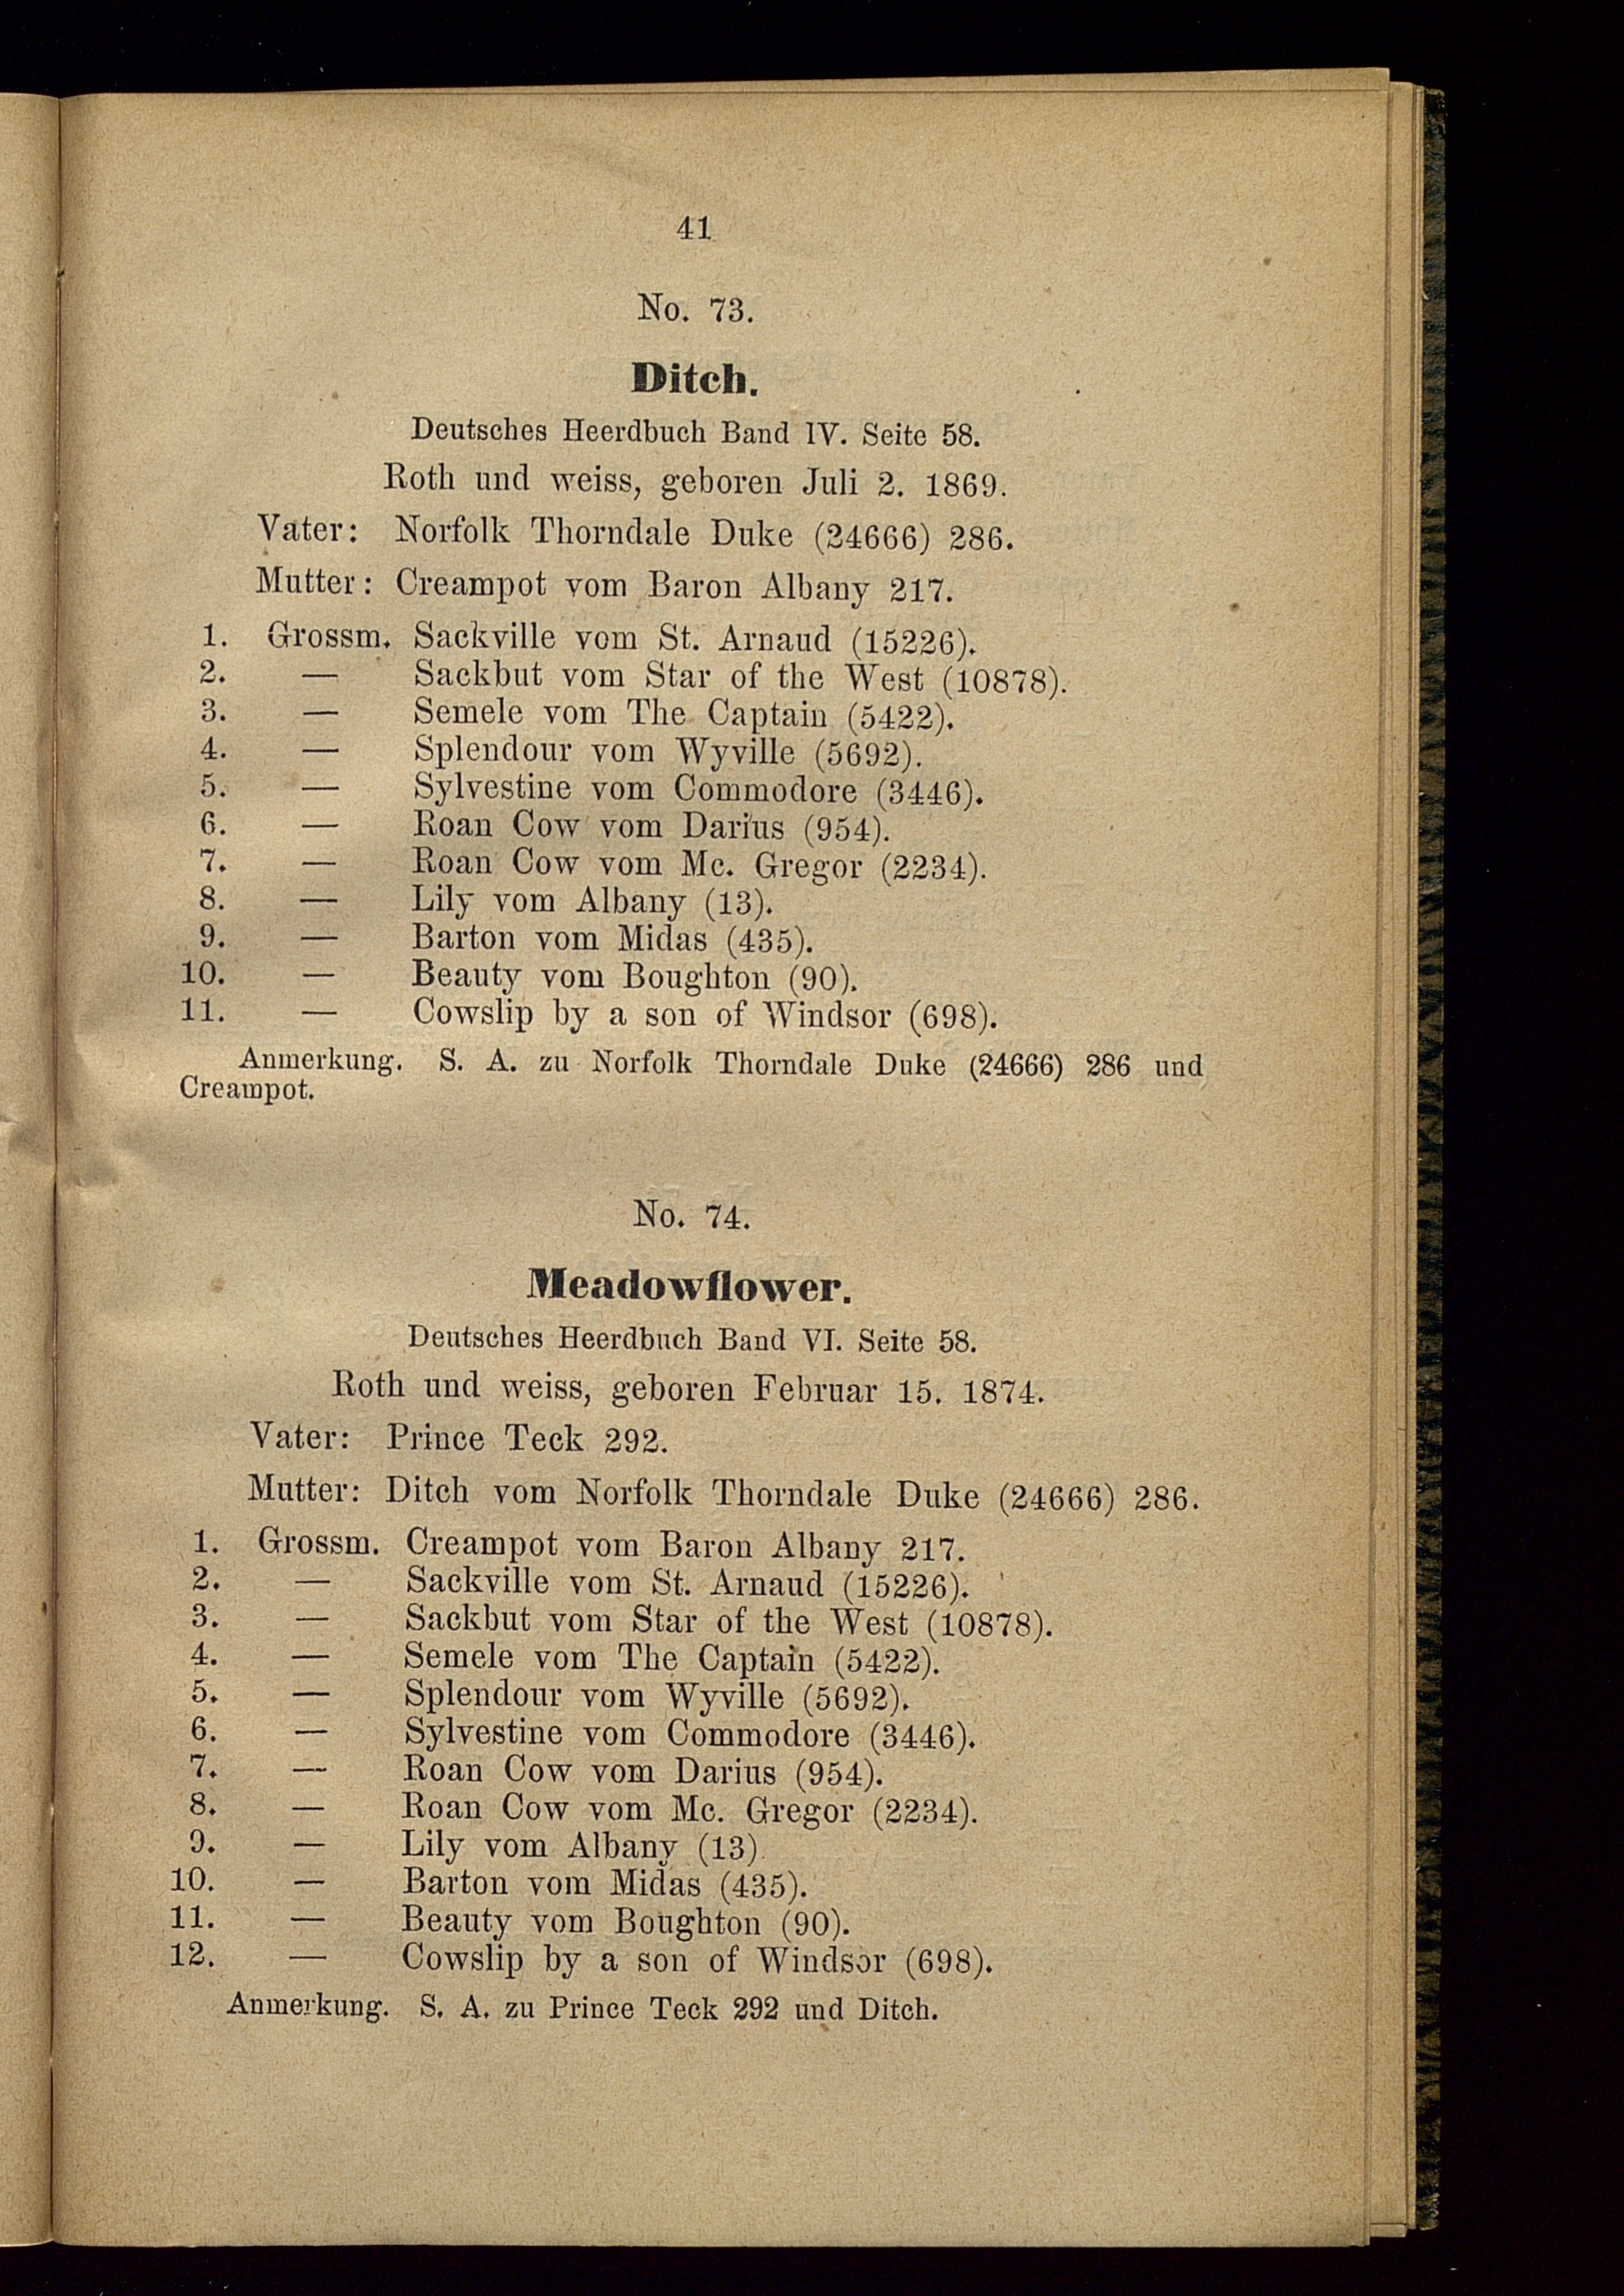 41
No. 73.
Ditch.
Deutsches Heerdbuch Band IV. Seite 58.
Roth und weiss, geboren Juli 2. 1869.
Vater: Norfolk Thorndale Duke (24666) 286.
Mutter: Creampot vom Baron Albany 217.
1. Grossm. Sackville vom St. Arnaud (15226).
2. — Sackbut vom Star of the West (10878).
3. — Semele vom The Captain (5422).
4. — Splendour vom Wyville (5692).
5. — Sylvestine vom Commodore (3446).
6. — Roan Cow vom Darius (954).
7. — Roan Cow vom Mc. Gregor (2234).
8. — Lily vom Albany (13).
9. — Barton vom Midas (435).
10. — Beauty vom Boughton (90).
11. — Cowslip by a son of Windsor (698).
Anmerkung. S. A. zu Norfolk Thorndale Duke (24666) 286 und
Creampot.
No. 74.
Meadowflower.
Deutsches Heerdbuch Band VI. Seite 58.
Roth und weiss, geboren Februar 15. 1874.
Vater: Prince Teck 292.
Mutter: Ditch vom Norfolk Thorndale Duke (24666) 286.
1. Grossm. Creampot vom Baron Albany 217.
2. — Sackville vom St. Arnaud (15226).
3. — Sackbut vom Star of the West (10878).
4. — Semele vom The Captain (5422).
5. — Splendour vom Wyville (5692).
6. — Sylvestine vom Commodore (3446).
7. — Roan Cow vom Darius (954).
8. — Roan Cow vom Mc. Gregor (2234).
9. — Lily vom Albany (13)
10. — Barton vom Midas (435).
11. — Beauty vom Boughton (90).
12. — Cowslip by a son of Windsor (698).
Anmerkung. S. A. zu Prince Teck 292 und Ditch.